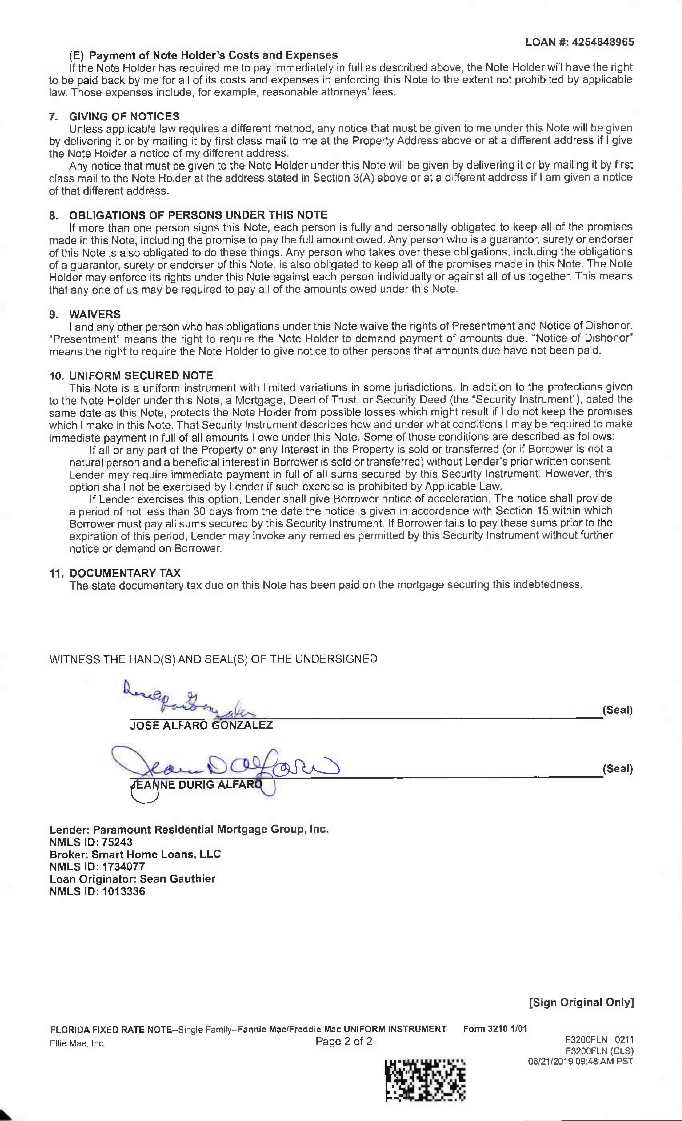 LOAN #: 4254848965
(E) Payment of Note Holder's Costs and Expenses
If the Note Holder has required me to pay immediately in full as described above, the Note Holder will have the right
to be paid back by me for all of its costs and expenses in enforcing this Note to the extent not prohibited by applicable
law. Those expenses include, for example, reasonable attorneys' fees.
7. GIVING OF NOTICES
Unless applicable law requires a different method, any notice that must be given to me under this Note will be given
by delivering it or by mailing it by first class mail to me at the Property Address above or at a different address if I give
the Note Holder a notice of my different address.
Any notice that must be given to the Note Holder under this Note will be given by delivering it or by mailing it by first
class mail to the Note Holder at the address stated in Section 3(A) above or at a different address if I am given a notice
of that different address.
8. OBLIGATIONS OF PERSONS UNDER THIS NOTE
If more than one person signs this Note, each person is fully and personally obligated to keep all of the promises
made in this Note, including the promise to pay the full amount owed. Any person who is a guarantor, surety or endorser
of this Note is also obligated to do these things. Any person who takes over these obligations, including the obligations
of a guarantor, surety or endorser of this Note, is also obligated to keep all of the promises made in this Note. The Note
Holder may enforce its rights under this Note against each person individually or against all of us together. This means
that any one of us may be required to pay all of the amounts owed under this Note.
9. WAIVERS
I and any other person who has obligations under this Note waive the rights of Presentment and Notice of Dishonor.
"Presentment" means the right to require the Note Holder to demand payment of amounts due. "Notice of Dishonor"
means the right to require the Note Holder to give notice to other persons that amounts due have not been paid.
10. UNIFORM SECURED NOTE
This Note is a uniform instrument with limited variations in some jurisdictions. In addition to the protections given
to the Note Holder under this Note, a Mortgage, Deed of Trust, or Security Deed (the "Security Instrument"), dated the
same date as this Note, protects the Note Holder from possible losses which might result if I do not keep the promises
which I make in this Note. That Security Instrument describes how and under what conditions I may be required to make
immediate payment in full of all amounts I owe under this Note. Some of those conditions are described as follows:
If all or any part of the Property or any Interest in the Property is sold or transferred (or if Borrower is not a
natural person and a beneficial interest in Borrower is sold or transferred) without Lender's prior written consent,
Lender may require immediate payment in full of all sums secured by this Security Instrument. However, this
option shall not be exercised by Lender if such exercise is prohibited by Applicable Law.
If Lender exercises this option, Lender shall give Borrower notice of acceleration. The notice shall provide
a period of not less than 30 days from the date the notice is given in accordance with Section 15 within which
Borrower must pay all sums secured by this Security Instrument. If Borrower fails to pay these sums prior to the
expiration of this period, Lender may invoke any remedies permitted by this Security Instrument without further
notice or demand on Borrower.
11. DOCUMENTARY TAX
The state documentary tax due on this Note has been paid on the mortgage securing this indebtedness.
WITNESS THE HAND(S) AND SEAL(S) OF THE UNDERSIGNED
(Seal)
JOSE ALFARO GONZALEZ
Jeanne D Alfaro
(Seal)
JEANNE DURIG ALFARO
Lender: Paramount Residential Mortgage Group, Inc.
NMLS ID: 75243
Broker: Smart Home Loans, LLC
NMLS ID: 1734077
Loan Originator: Sean Gauthier
NMLS ID: 1013336
[Sign Original Only]
FLORIDA FIXED RATE NOTE--Single Family--Fannie Mae/Freddie Mac UNIFORM INSTRUMENT Form 3210 1/01
Ellie Mae, Inc. Page 2 of 2 F3200FLN 0211
F3200FLN (CLS)
06/21/2019 09:48 AM PST